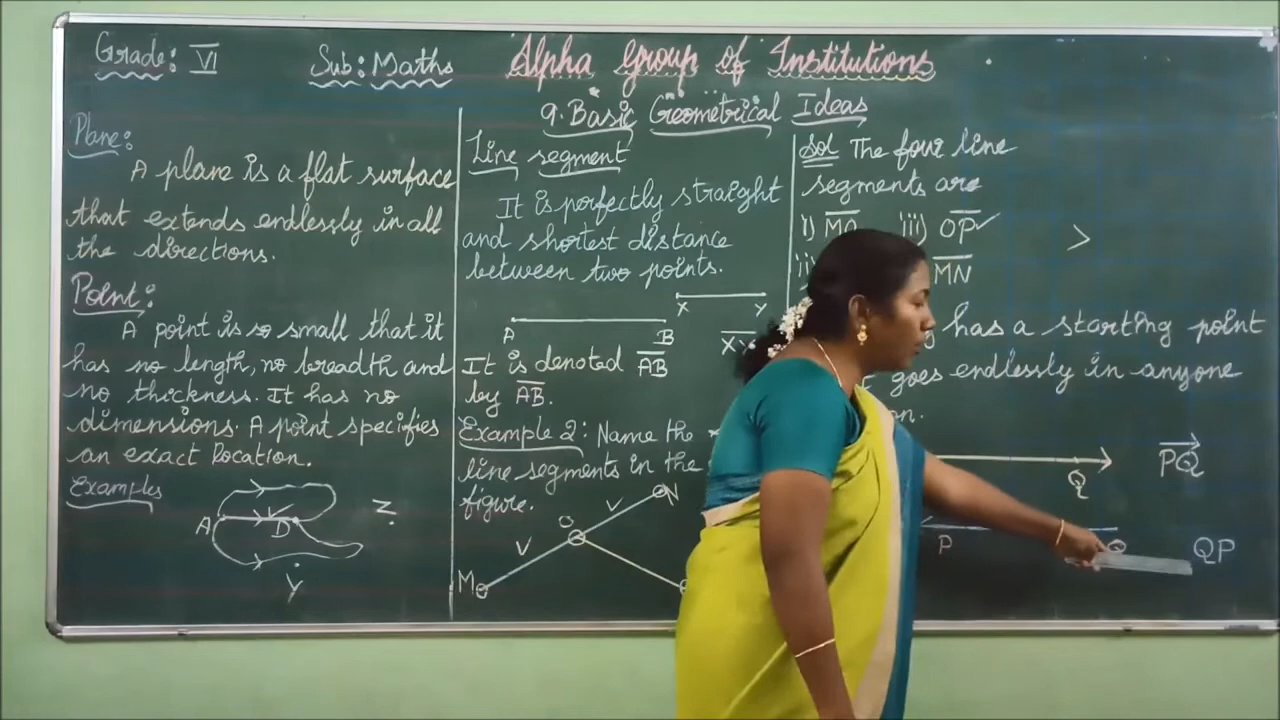 Grade: VI
Sub: Maths
Alpha Group of Institutions
9. Basic Geometrical Ideas
Plane:
A plane is a flat surface
that extends endlessly in all
the directions.
Point:
A point is so small that it
has no length, no breadth and
no thickness. It has no
dimensions. A point specifies
an exact location.
Examples
A D Z
Y
Line segment
It is perfectly straight
and shortest distance
between two points.
X Y
A B
XY
It is denoted AB
by AB.
Example 2: Name the
line segments in the
figure.
O N
M
Sol The four line
segments are
i) MO iii) OP ✓
MN
>
has a starting point
goes endlessly in anyone
Q PQ
P Q QP